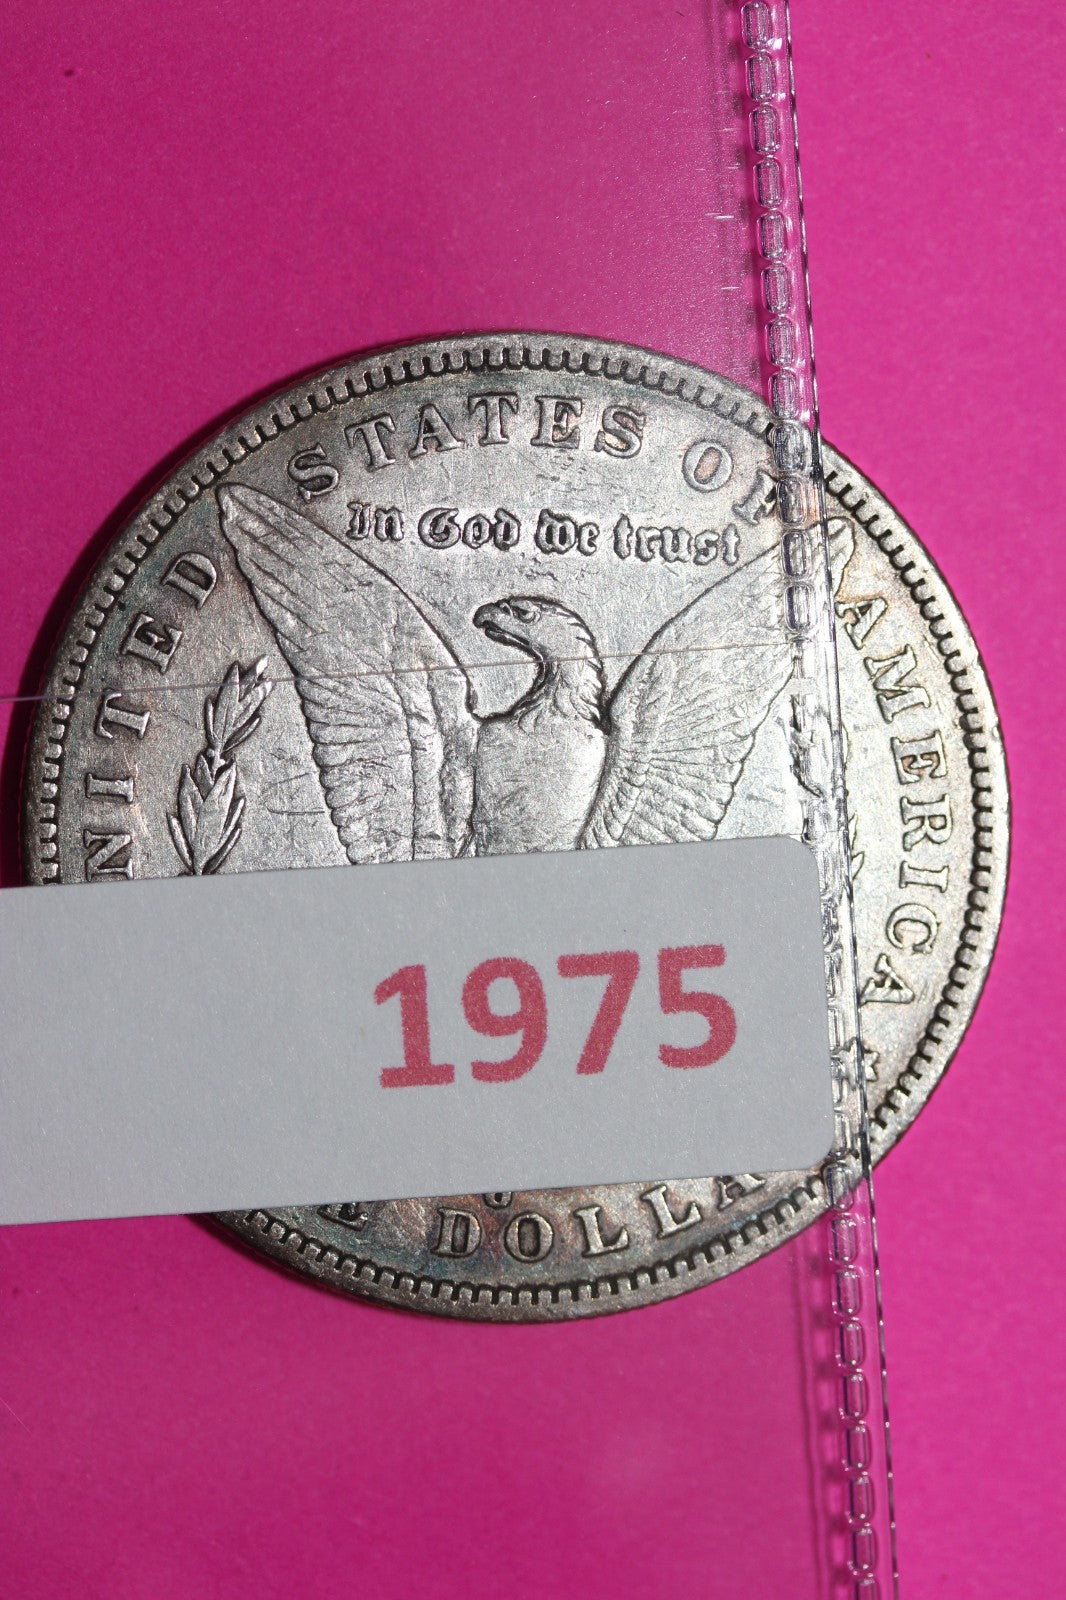 UNITED STATES OF AMERICA
In God we trust
1975
O
E DOLLA